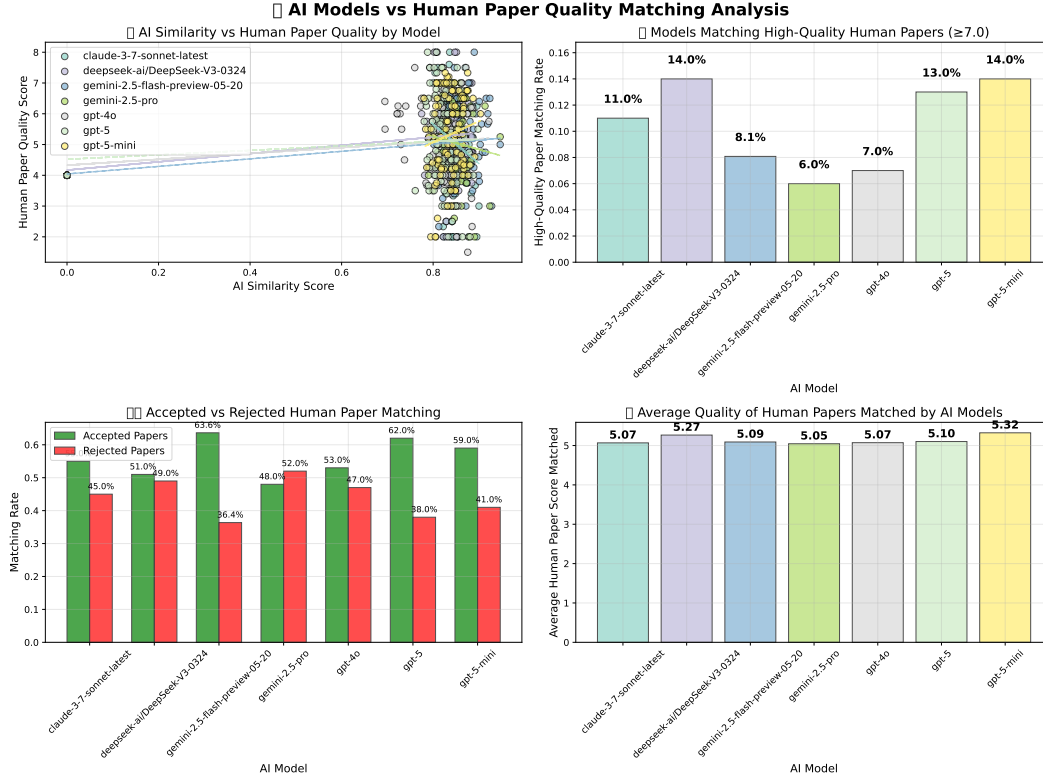 AI Models vs Human Paper Quality Matching Analysis
AI Similarity vs Human Paper Quality by Model
Human Paper Quality Score
8
7
6
5
4
3
2
claude-3-7-sonnet-latest
deepseek-ai/DeepSeek-V3-0324
gemini-2.5-flash-preview-05-20
gemini-2.5-pro
gpt-4o
gpt-5
gpt-5-mini
0.0
0.2
0.4
0.6
0.8
AI Similarity Score
Models Matching High-Quality Human Papers (≥7.0)
High-Quality Paper Matching Rate
0.16
0.14
0.12
0.10
0.08
0.06
0.04
0.02
0.00
11.0%
14.0%
8.1%
6.0%
7.0%
13.0%
14.0%
claude-3-7-sonnet-latest
deepseek-ai/DeepSeek-V3-0324
gemini-2.5-flash-preview-05-20
gemini-2.5-pro
gpt-4o
gpt-5
gpt-5-mini
AI Model
Accepted vs Rejected Human Paper Matching
Matching Rate
0.6
0.5
0.4
0.3
0.2
0.1
0.0
Accepted Papers
Rejected Papers
45.0%
51.0%
49.0%
63.6%
36.4%
48.0%
52.0%
53.0%
47.0%
62.0%
38.0%
59.0%
41.0%
claude-3-7-sonnet-latest
deepseek-ai/DeepSeek-V3-0324
gemini-2.5-flash-preview-05-20
gemini-2.5-pro
gpt-4o
gpt-5
gpt-5-mini
AI Model
Average Quality of Human Papers Matched by AI Models
Average Human Paper Score Matched
5
4
3
2
1
0
5.07
5.27
5.09
5.05
5.07
5.10
5.32
claude-3-7-sonnet-latest
deepseek-ai/DeepSeek-V3-0324
gemini-2.5-flash-preview-05-20
gemini-2.5-pro
gpt-4o
gpt-5
gpt-5-mini
AI Model